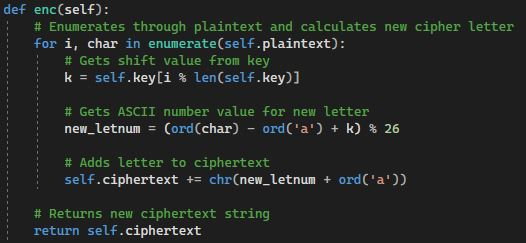 def enc(self):
    # Enumerates through plaintext and calculates new cipher letter
    for i, char in enumerate(self.plaintext):
        # Gets shift value from key
        k = self.key[i % len(self.key)]

        # Gets ASCII number value for new letter
        new_letnum = (ord(char) - ord('a') + k) % 26

        # Adds letter to ciphertext
        self.ciphertext += chr(new_letnum + ord('a'))

    # Returns new ciphertext string
    return self.ciphertext